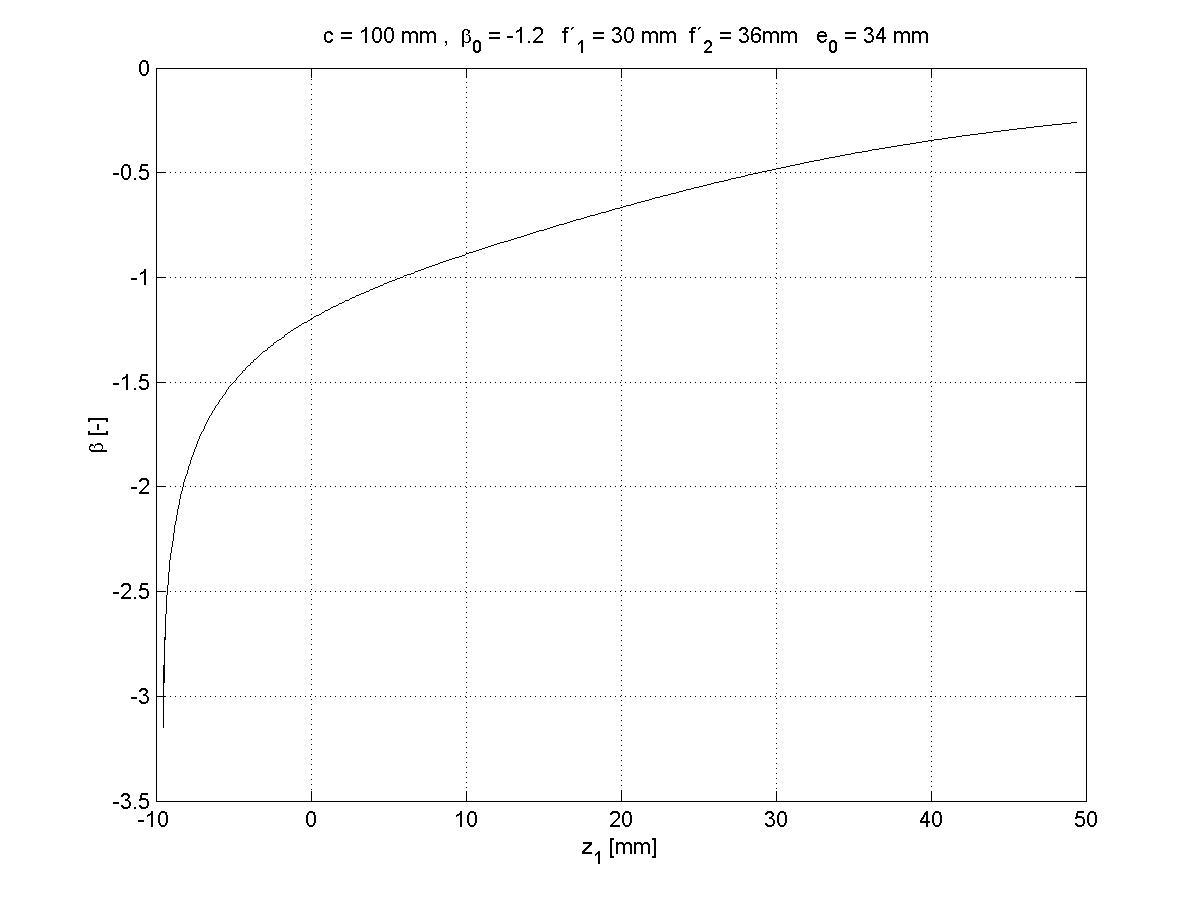 c = 100 mm ,  β₀ = -1.2   f´₁ = 30 mm  f´₂ = 36mm   e₀ = 34 mm
0
-0.5
-1
-1.5
β [-]
-2
-2.5
-3
-3.5
-10 0 10 20 30 40 50
z₁ [mm]